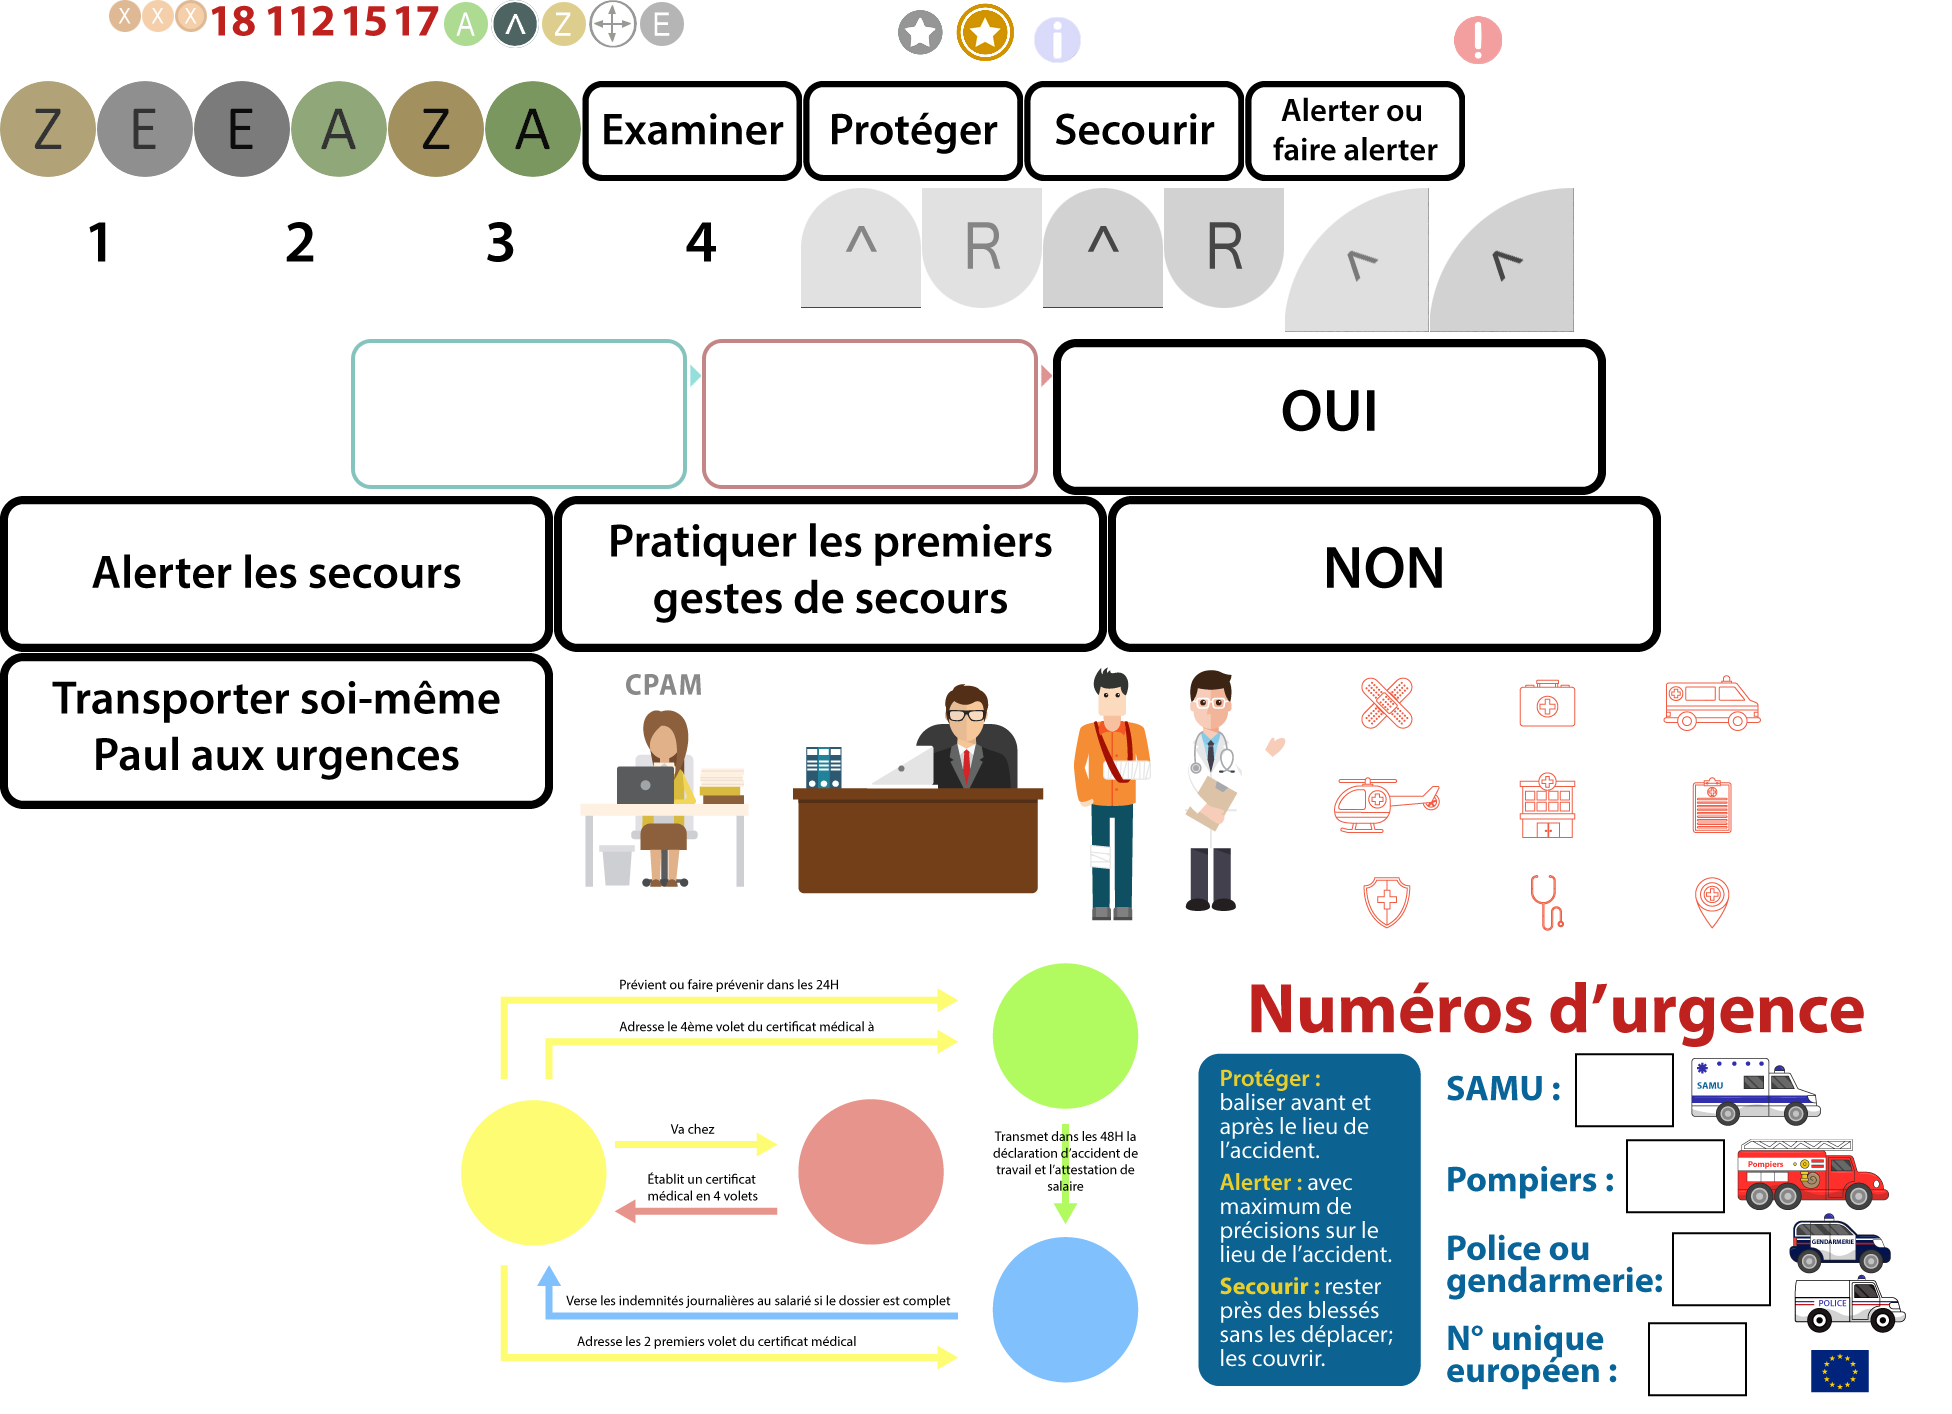 X X X 18 112 15 17 A Λ Z E
i !
Z E E A Z A
Examiner
Protéger
Secourir
Alerter ou
faire alerter
1 2 3 4
^ R ^ R ^ ^
OUI
Alerter les secours
Pratiquer les premiers
gestes de secours
NON
Transporter soi-même
Paul aux urgences
CPAM
Prévient ou faire prévenir dans les 24H
Adresse le 4ème volet du certificat médical à
Va chez
Établit un certificat
médical en 4 volets
Transmet dans les 48H la
déclaration d’accident de
travail et l’attestation de
salaire
Verse les indemnités journalières au salarié si le dossier est complet
Adresse les 2 premiers volet du certificat médical
Numéros d’urgence
Protéger :
baliser avant et
après le lieu de
l’accident.
Alerter : avec
maximum de
précisions sur le
lieu de l’accident.
Secourir : rester
près des blessés
sans les déplacer;
les couvrir.
SAMU :
SAMU
Pompiers :
Pompiers
Police ou
gendarmerie:
GENDARMERIE
POLICE
N° unique
européen :